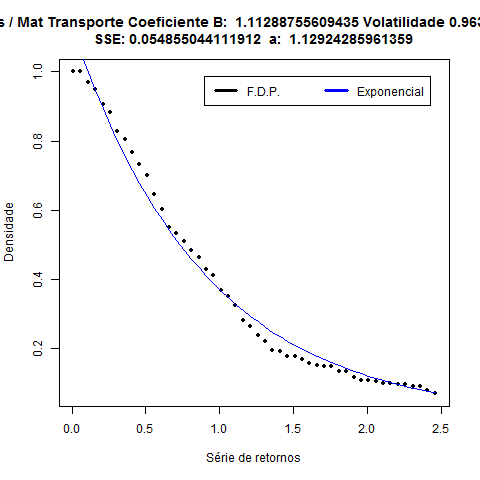 s / Mat Transporte Coeficiente B: 1.11288755609435 Volatilidade 0.963
SSE: 0.054855044111912 a: 1.12924285961359
F.D.P. Exponencial
Densidade
1.0
0.8
0.6
0.4
0.2
0.0 0.5 1.0 1.5 2.0 2.5
Série de retornos